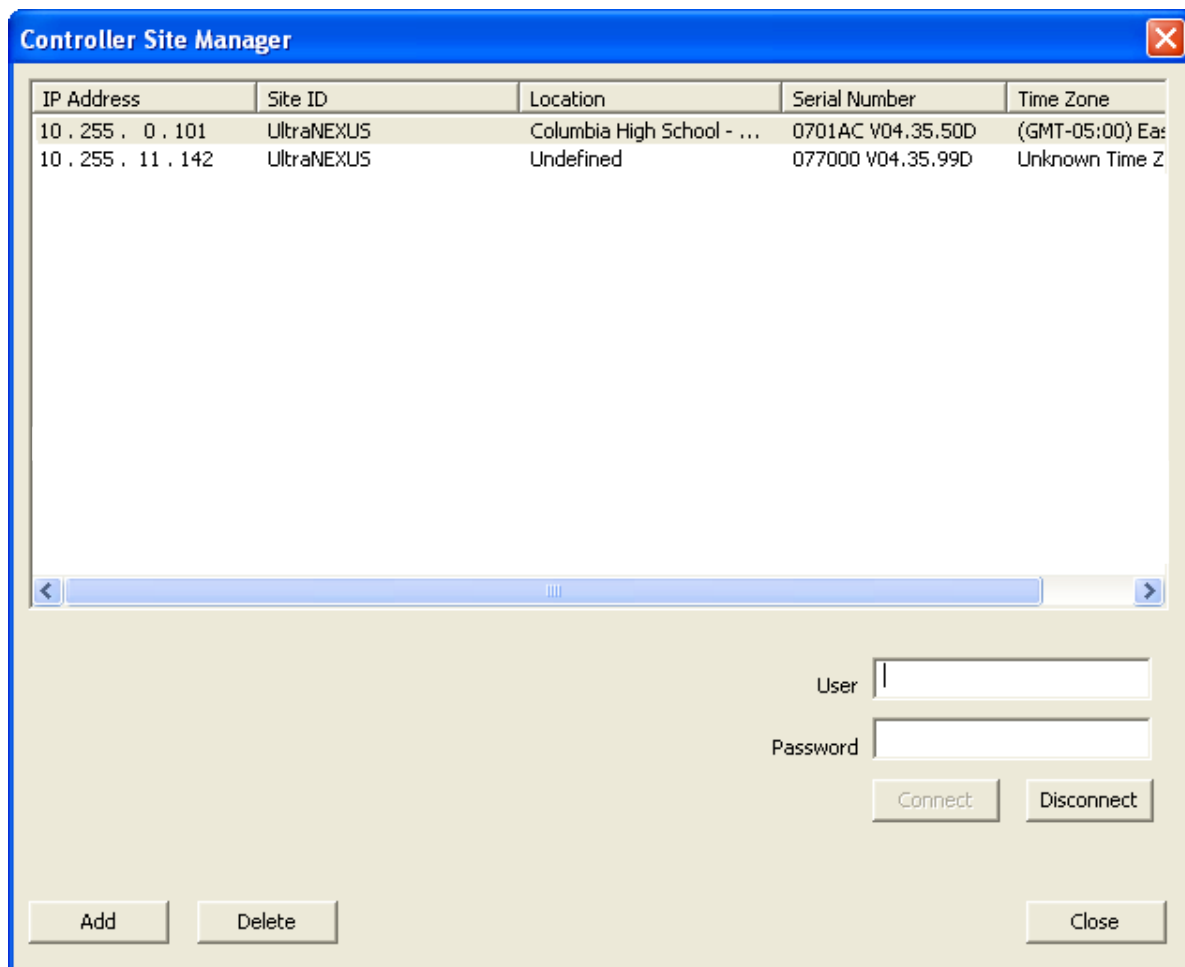 Controller Site Manager
IP Address Site ID Location Serial Number Time Zone
10 . 255 . 0 . 101 UltraNEXUS Columbia High School - ... 0701AC V04.35.50D (GMT-05:00) Eas
10 . 255 . 11 . 142 UltraNEXUS Undefined 077000 V04.35.99D Unknown Time Z
User
Password
Connect Disconnect
Add Delete Close